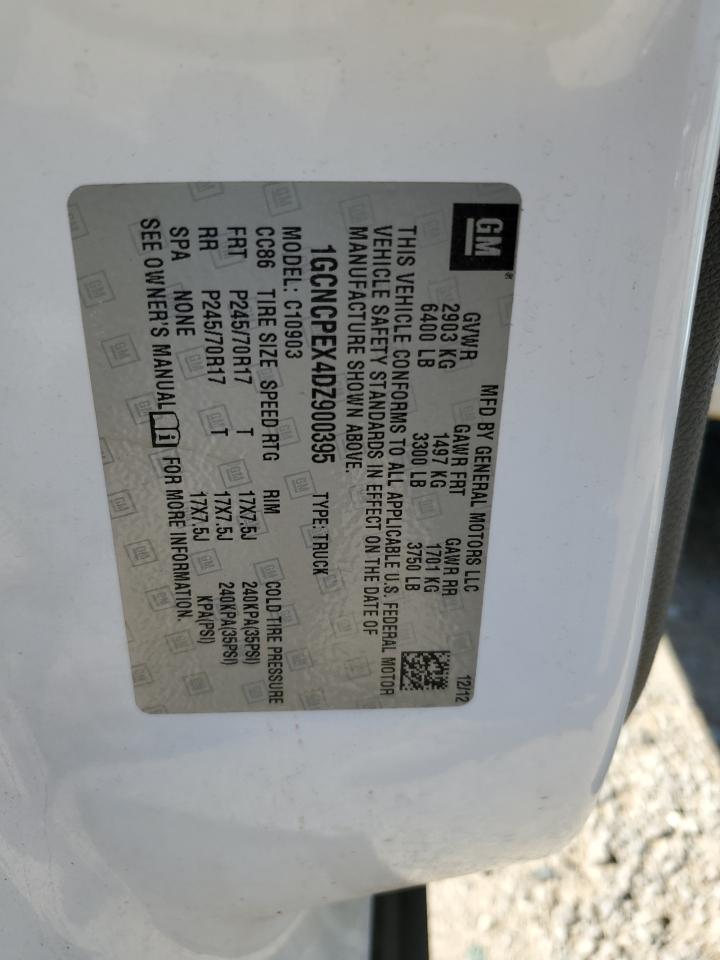 GM
®
MFD BY GENERAL MOTORS LLC 12/12
GVWR GAWR FRT GAWR RR
2903 KG 1497 KG 1701 KG
6400 LB 3300 LB 3750 LB
THIS VEHICLE CONFORMS TO ALL APPLICABLE U.S. FEDERAL MOTOR
VEHICLE SAFETY STANDARDS IN EFFECT ON THE DATE OF
MANUFACTURE SHOWN ABOVE.
1GCNCPEX4DZ900395 TYPE: TRUCK
MODEL: C10903
CC86 TIRE SIZE SPEED RTG RIM COLD TIRE PRESSURE
FRT P245/70R17 T 17X7.5J 240KPA(35PSI)
RR P245/70R17 T 17X7.5J 240KPA(35PSI)
SPA NONE 17X7.5J KPA(PSI)
SEE OWNER'S MANUAL FOR MORE INFORMATION.